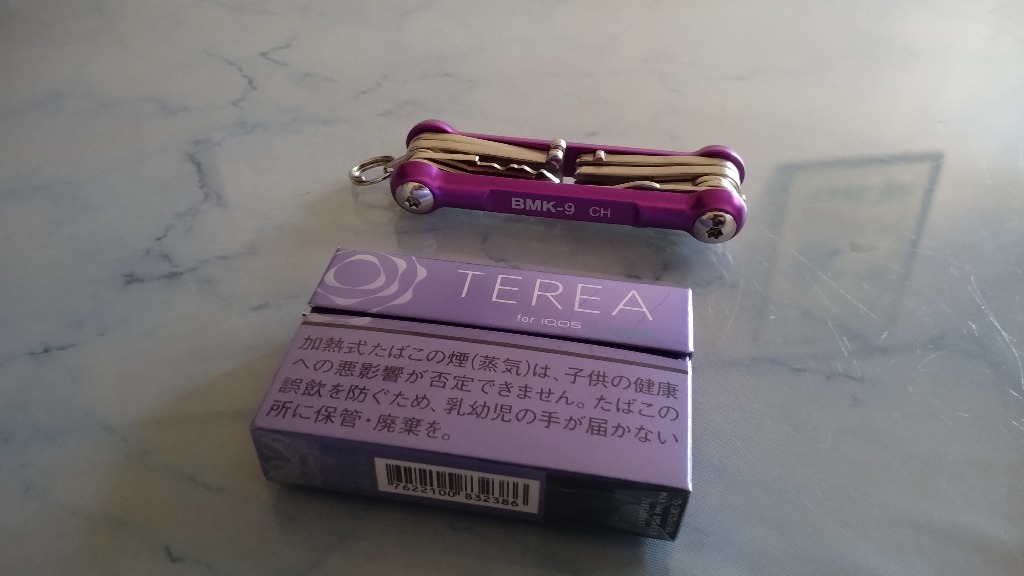 BMK-9 CH
TEREA
for IQOS
加熱式たばこの煙(蒸気)は、子供の健康
への悪影響が否定できません。たばこの
誤飲を防ぐため、乳幼児の手が届かない
所に保管・廃棄を。
7622100 832386